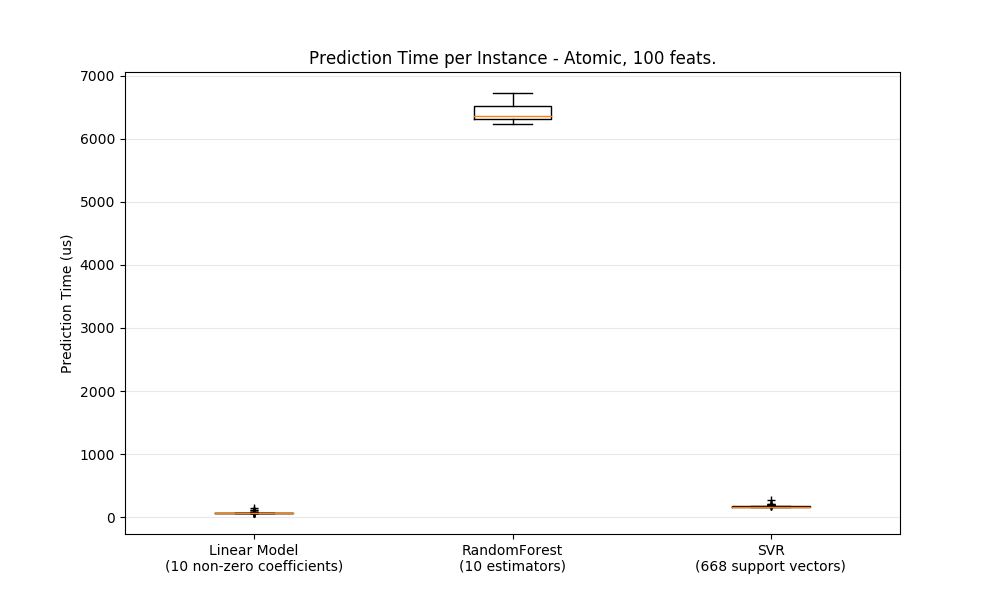 Prediction Time per Instance - Atomic, 100 feats.
Prediction Time (us)
7000
6000
5000
4000
3000
2000
1000
0
Linear Model
(10 non-zero coefficients)
RandomForest
(10 estimators)
SVR
(668 support vectors)